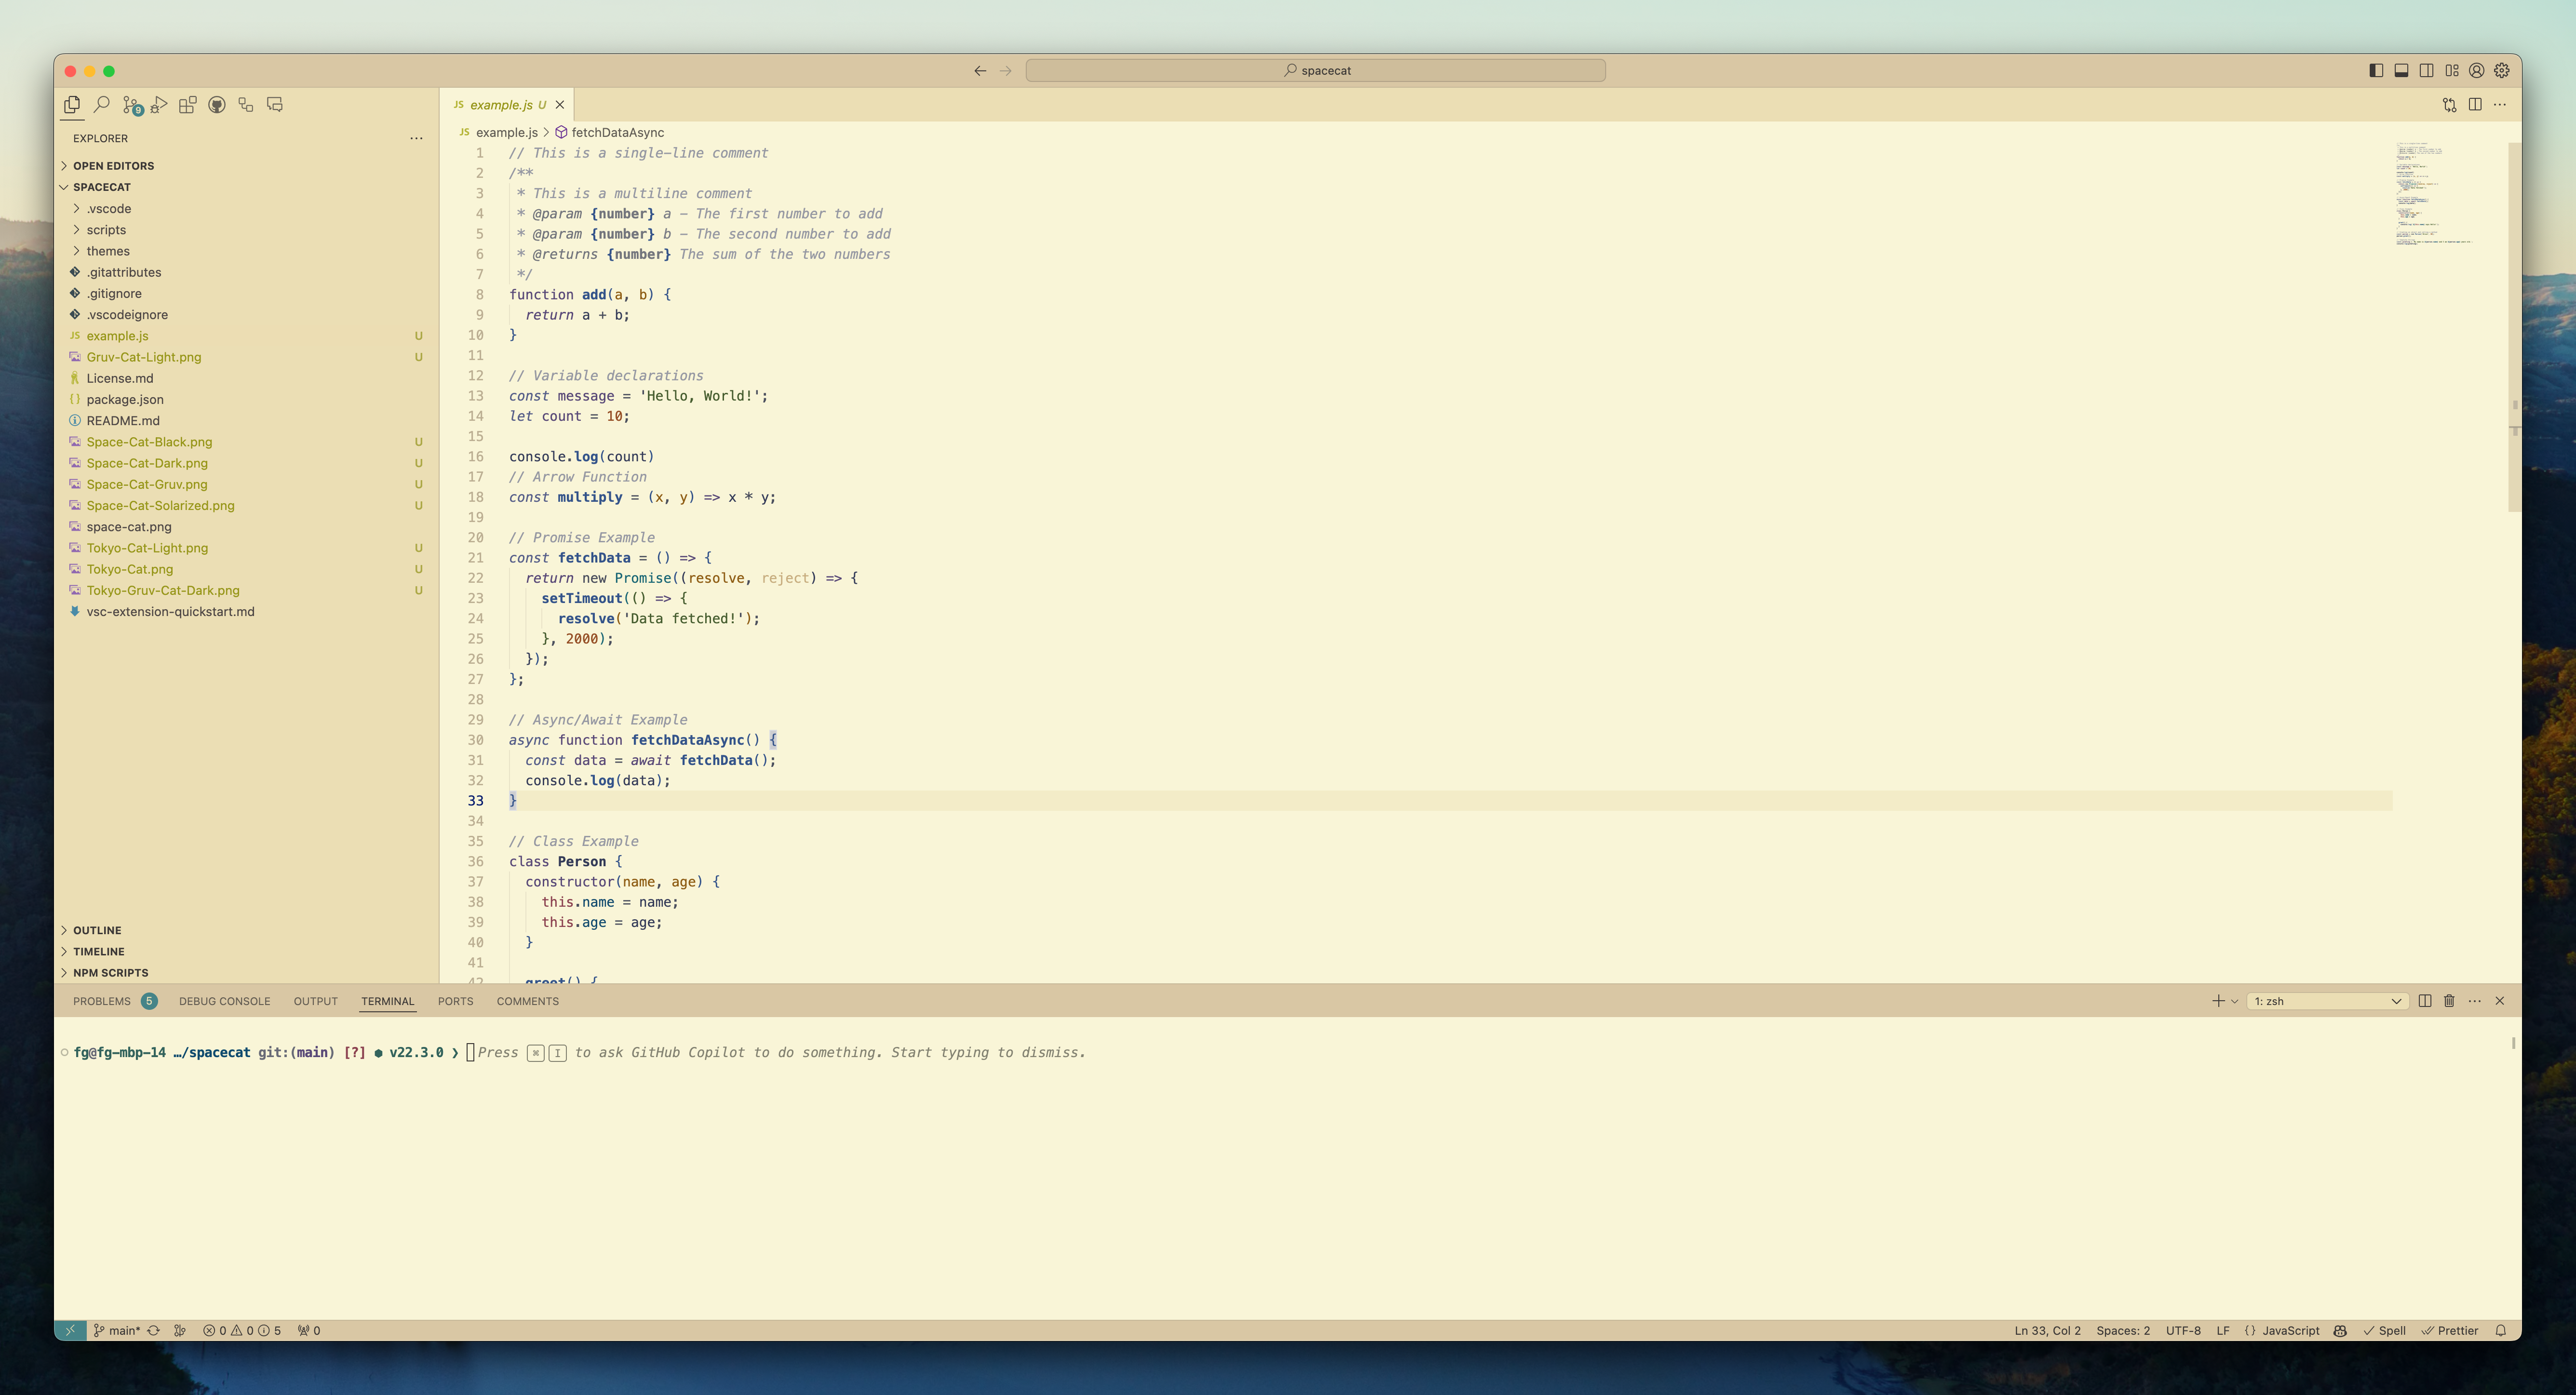 spacecat
EXPLORER
OPEN EDITORS
SPACECAT
.vscode
scripts
themes
.gitattributes
.gitignore
.vscodeignore
JS example.js U
Gruv-Cat-Light.png U
License.md
{} package.json
README.md
Space-Cat-Black.png U
Space-Cat-Dark.png U
Space-Cat-Gruv.png U
Space-Cat-Solarized.png U
space-cat.png
Tokyo-Cat-Light.png U
Tokyo-Cat.png U
Tokyo-Gruv-Cat-Dark.png U
vsc-extension-quickstart.md
OUTLINE
TIMELINE
NPM SCRIPTS
9
JS example.js U
JS example.js > fetchDataAsync
1 // This is a single-line comment
2 /**
3 * This is a multiline comment
4 * @param {number} a - The first number to add
5 * @param {number} b - The second number to add
6 * @returns {number} The sum of the two numbers
7 */
8 function add(a, b) {
9 return a + b;
10 }
11
12 // Variable declarations
13 const message = 'Hello, World!';
14 let count = 10;
15
16 console.log(count)
17 // Arrow Function
18 const multiply = (x, y) => x * y;
19
20 // Promise Example
21 const fetchData = () => {
22 return new Promise((resolve, reject) => {
23 setTimeout(() => {
24 resolve('Data fetched!');
25 }, 2000);
26 });
27 };
28
29 // Async/Await Example
30 async function fetchDataAsync() {
31 const data = await fetchData();
32 console.log(data);
33 }
34
35 // Class Example
36 class Person {
37 constructor(name, age) {
38 this.name = name;
39 this.age = age;
40 }
41
42 greet() {
PROBLEMS 5 DEBUG CONSOLE OUTPUT TERMINAL PORTS COMMENTS
1: zsh
fg@fg-mbp-14 …/spacecat git:(main) [?] ⬢ v22.3.0 ❯ Press ⌘ I to ask GitHub Copilot to do something. Start typing to dismiss.
main* 0 0 5 0
Ln 33, Col 2 Spaces: 2 UTF-8 LF {} JavaScript Spell Prettier